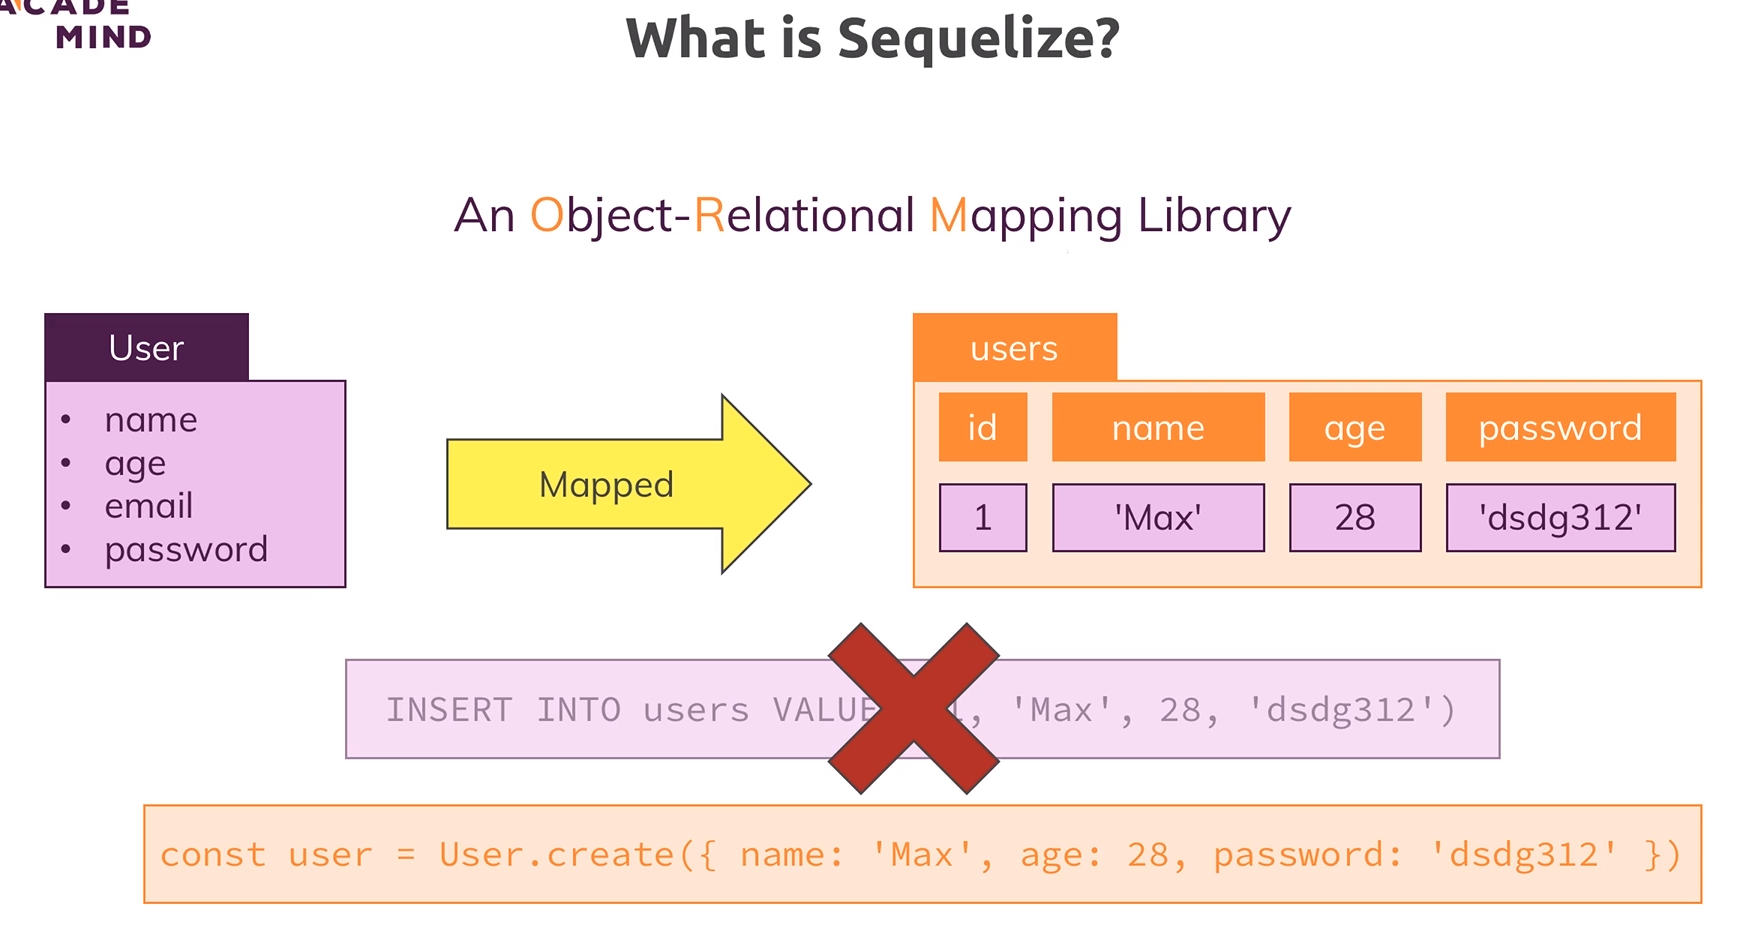 ACADE
MIND
What is Sequelize?
An Object-Relational Mapping Library
User
• name
• age
• email
• password
Mapped
users
id name age password
1 'Max' 28 'dsdg312'
INSERT INTO users 'Max', 28, 'dsdg312')
const user = User.create({ name: 'Max', age: 28, password: 'dsdg312' })